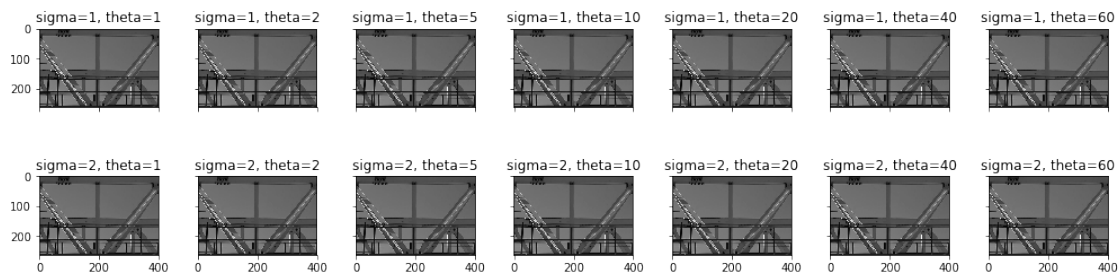 sigma=1, theta=1 sigma=1, theta=2 sigma=1, theta=5 sigma=1, theta=10 sigma=1, theta=20 sigma=1, theta=40 sigma=1, theta=60
0
100
200
sigma=2, theta=1 sigma=2, theta=2 sigma=2, theta=5 sigma=2, theta=10 sigma=2, theta=20 sigma=2, theta=40 sigma=2, theta=60
0
100
200
0 200 400 0 200 400 0 200 400 0 200 400 0 200 400 0 200 400 0 200 400